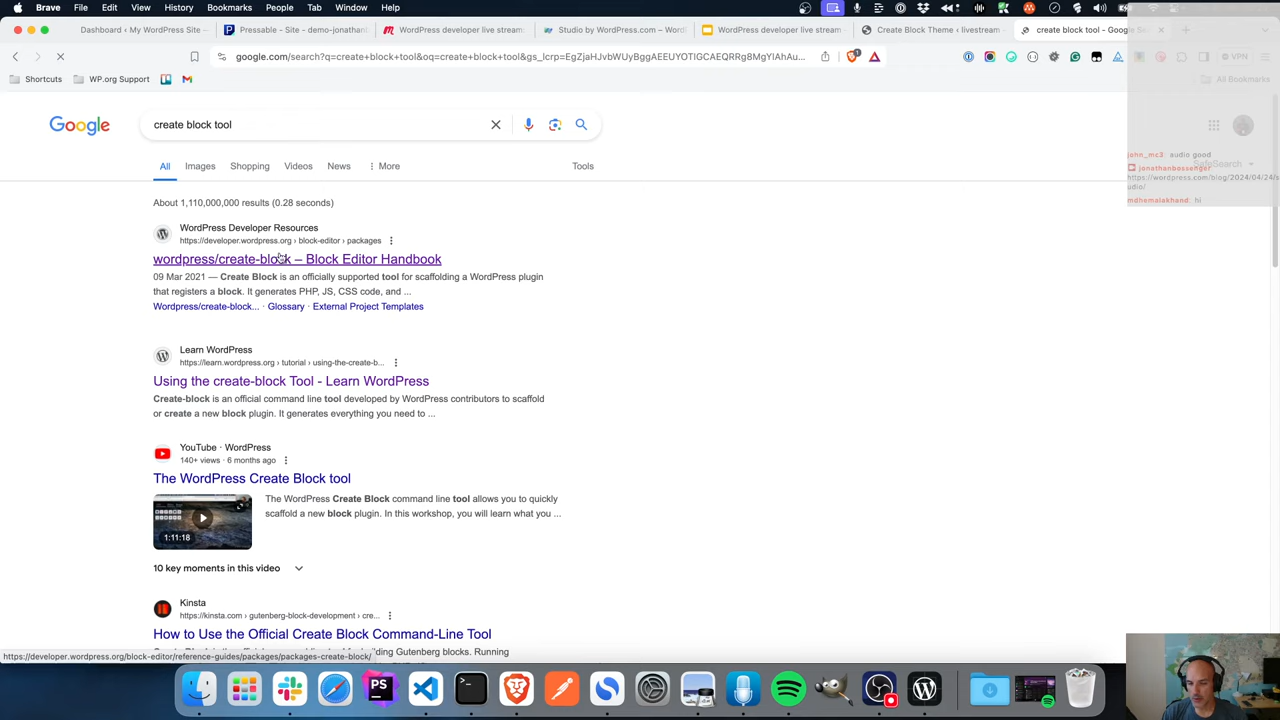 Brave File Edit View History Bookmarks People Tab Window Help
Dashboard ‹ My WordPress Site —
Pressable - Site - demo-jonathanb
WordPress developer live stream
Studio by WordPress.com — Word
WordPress developer live stream
Create Block Theme ‹ livestream
create block tool - Google Se
google.com/search?q=create+block+tool&oq=create+block+tool&gs_lcrp=EgZjaHJvbWUyBggAEEUYOTIGCAEQRRg8MgYIAhAu...
VPN
Shortcuts
WP.org Support
All Bookmarks
Google
create block tool
All
Images
Shopping
Videos
News
More
Tools
SafeSearch
About 1,110,000,000 results (0.28 seconds)
john_mc3: audio good
jonathanbossenger:
https://wordpress.com/blog/2024/04/24/s
udio/
mdhemalakhand: hi
WordPress Developer Resources
https://developer.wordpress.org › block-editor › packages
wordpress/create-block – Block Editor Handbook
09 Mar 2021 — Create Block is an officially supported tool for scaffolding a WordPress plugin
that registers a block. It generates PHP, JS, CSS code, and ...
Wordpress/create-block... · Glossary · External Project Templates
Learn WordPress
https://learn.wordpress.org › tutorial › using-the-create-b...
Using the create-block Tool - Learn WordPress
Create-block is an official command line tool developed by WordPress contributors to scaffold
or create a new block plugin. It generates everything you need to ...
YouTube · WordPress
140+ views · 6 months ago
The WordPress Create Block tool
The WordPress Create Block command line tool allows you to quickly
scaffold a new block plugin. In this workshop, you will learn what you ...
1:11:18
10 key moments in this video
Kinsta
https://kinsta.com › gutenberg-block-development › cre...
How to Use the Official Create Block Command-Line Tool
https://developer.wordpress.org/block-editor/reference-guides/packages/packages-create-block/
PS